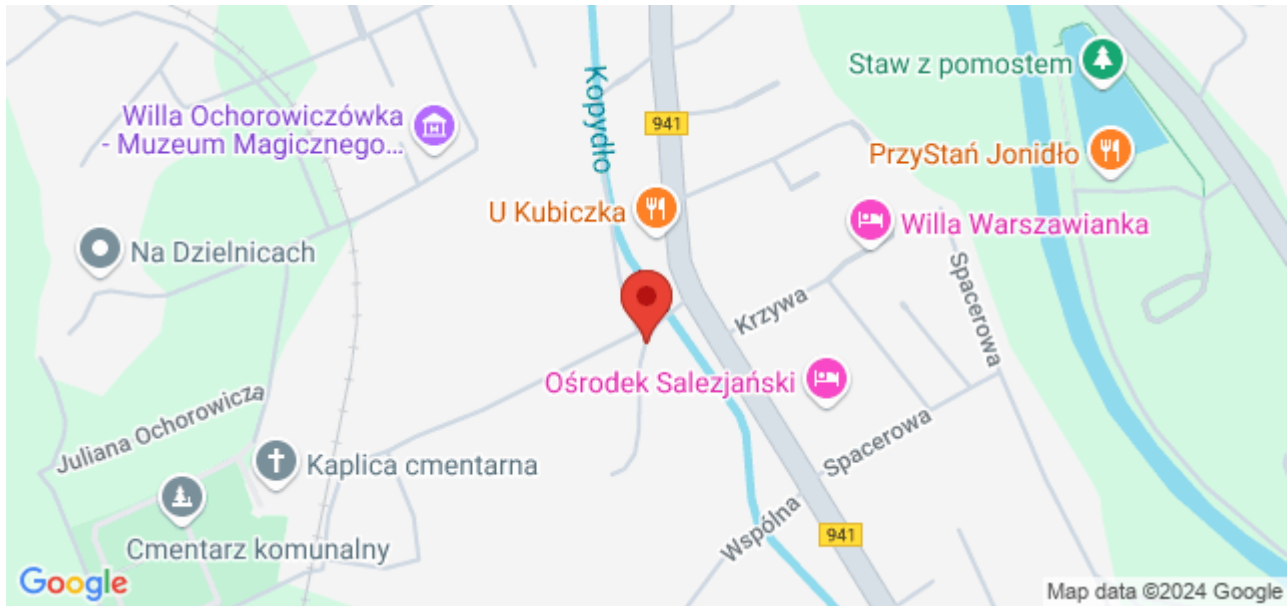 Kopydło
941
Staw z pomostem
Willa Ochorowiczówka
- Muzeum Magicznego...
PrzyStań Jonidło
U Kubiczka
Willa Warszawianka
Na Dzielnicach
Spacerowa
Krzywa
Ośrodek Salezjański
Juliana Ochorowicza
Spacerowa
Kaplica cmentarna
Wspólna
941
Cmentarz komunalny
Google
Map data ©2024 Google